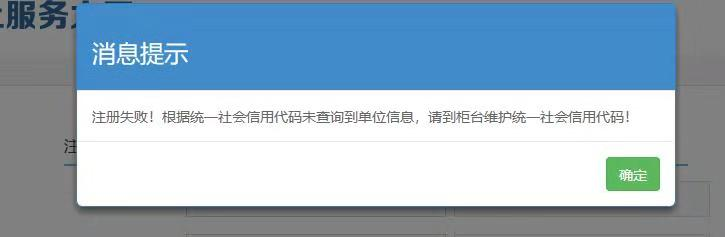 服务大厅
消息提示
注册失败！根据统一社会信用代码未查询到单位信息，请到柜台维护统一社会信用代码！
注
确定